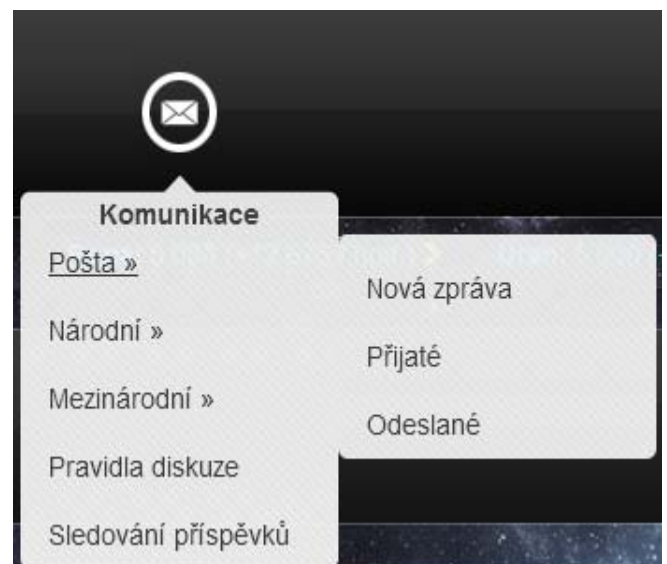 Komunikace
Pošta »
Národní »
Mezinárodní »
Pravidla diskuze
Sledování příspěvků
Nová zpráva
Přijaté
Odeslané